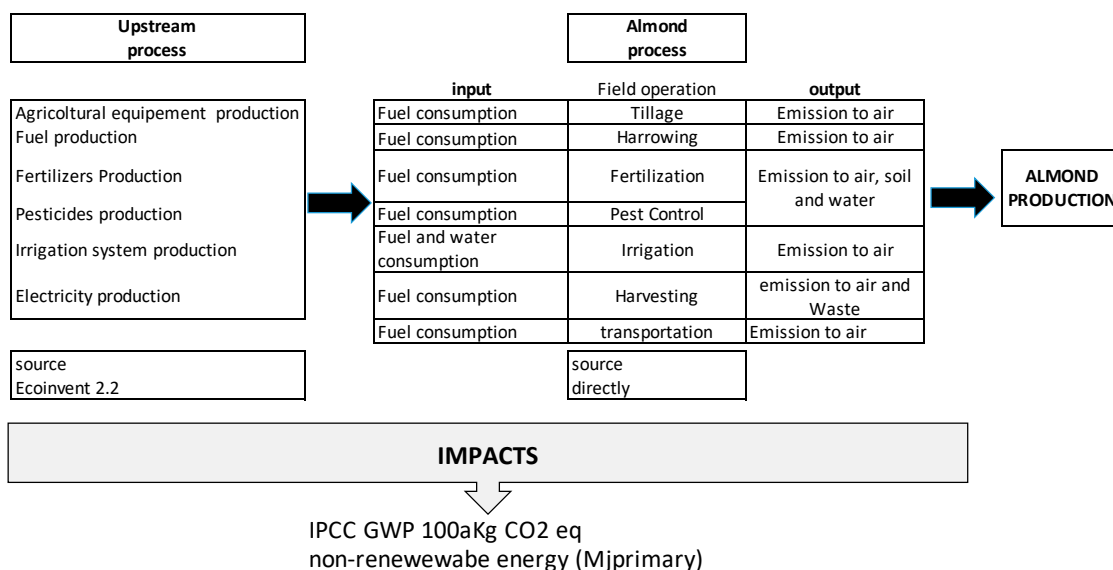 Upstream
process
Almond
process
input
Field operation
output
Agricoltural equipement production
Fuel production
Fertilizers Production
Pesticides production
Irrigation system production
Electricity production
Fuel consumption
Tillage
Emission to air
Fuel consumption
Harrowing
Emission to air
Fuel consumption
Fertilization
Emission to air, soil
and water
Fuel consumption
Pest Control
Fuel and water
consumption
Irrigation
Emission to air
Fuel consumption
Harvesting
emission to air and
Waste
Fuel consumption
transportation
Emission to air
ALMOND
PRODUCTION
source
Ecoinvent 2.2
source
directly
IMPACTS
IPCC GWP 100aKg CO2 eq
non-renewewabe energy (Mjprimary)